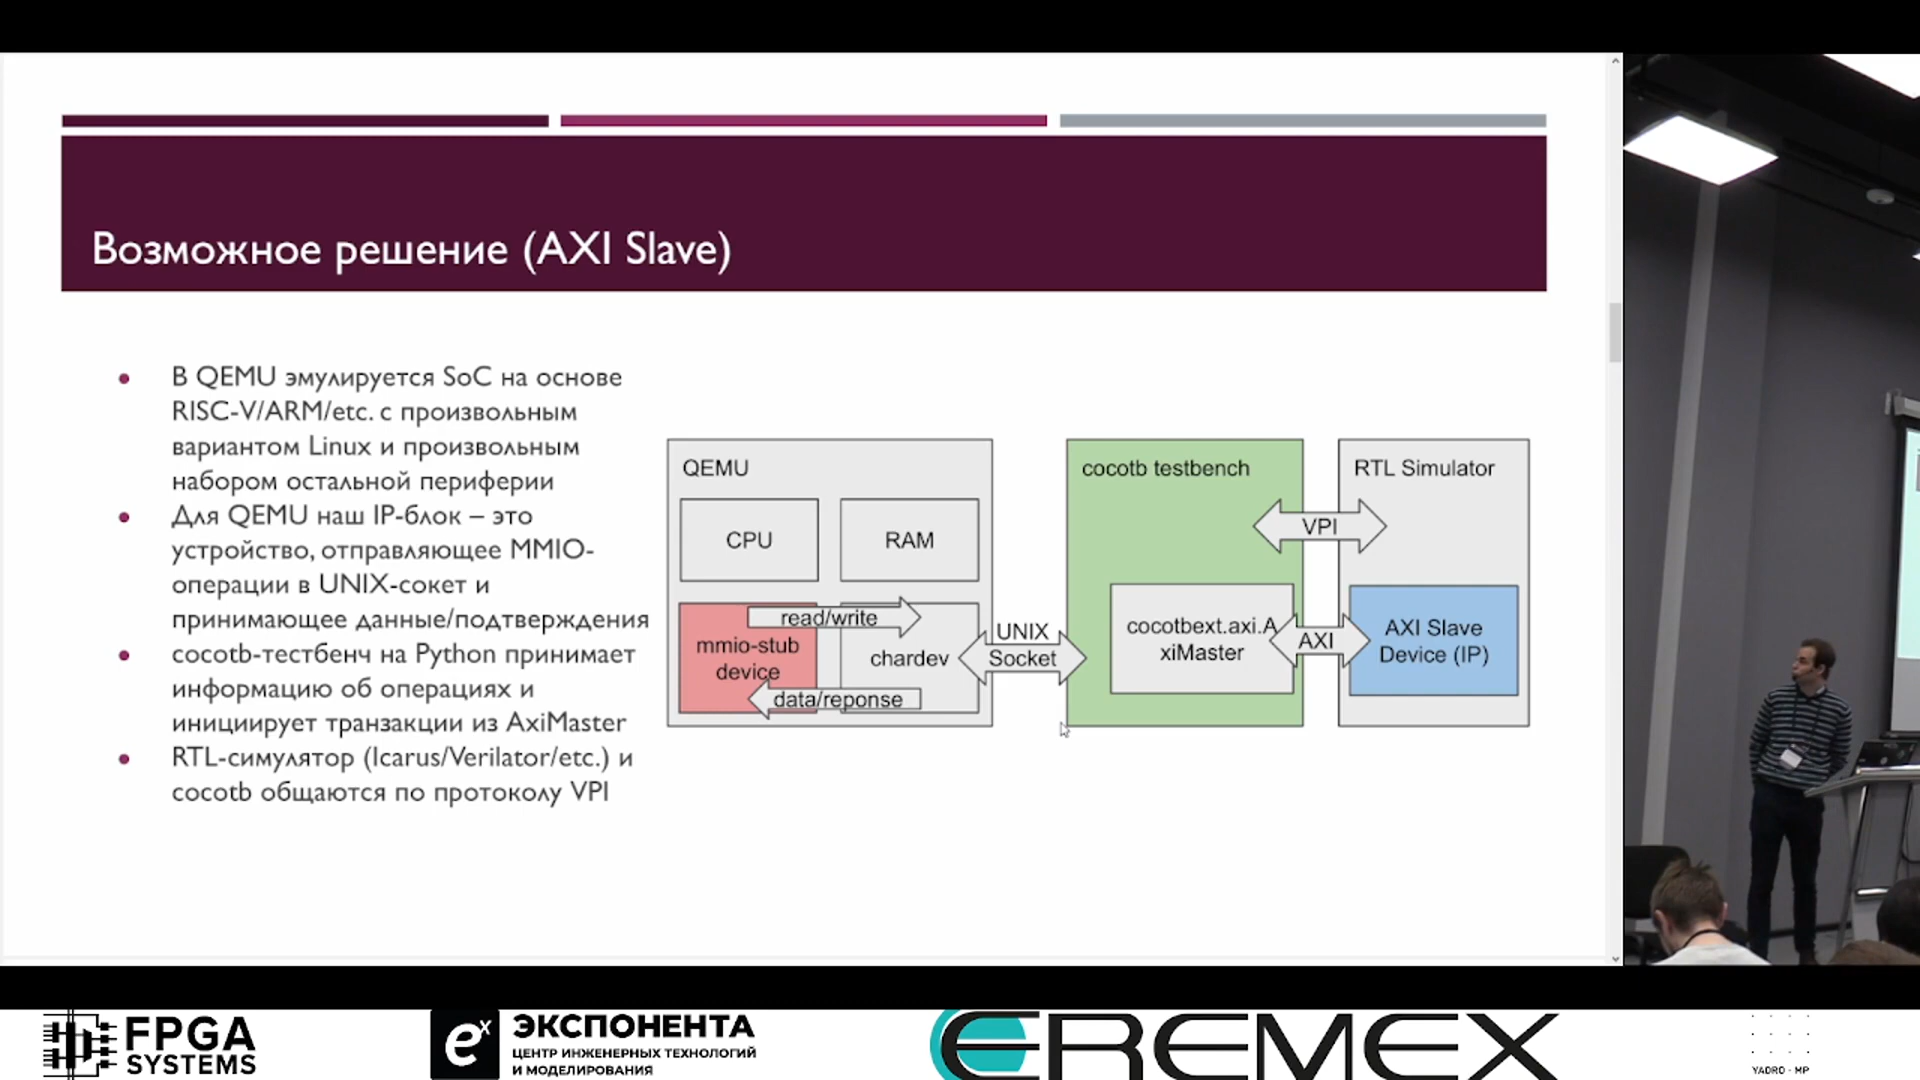 Возможное решение (AXI Slave)
В QEMU эмулируется SoC на основе
RISC-V/ARM/etc. с произвольным
вариантом Linux и произвольным
набором остальной периферии
Для QEMU наш IP-блок – это
устройство, отправляющее MMIO-
операции в UNIX-сокет и
принимающее данные/подтверждения
cocotb-тестбенч на Python принимает
информацию об операциях и
инициирует транзакции из AxiMaster
RTL-симулятор (Icarus/Verilator/etc.) и
cocotb общаются по протоколу VPI
QEMU
CPU
RAM
read/write
mmio-stub
device
chardev
data/reponse
UNIX
Socket
cocotb testbench
cocotbext.axi.A
xiMaster
VPI
AXI
RTL Simulator
AXI Slave
Device (IP)
FPGA
SYSTEMS
ex
ЭКСПОНЕНТА
ЦЕНТР ИНЖЕНЕРНЫХ ТЕХНОЛОГИЙ
И МОДЕЛИРОВАНИЯ
EREMEX
YADRO - MP